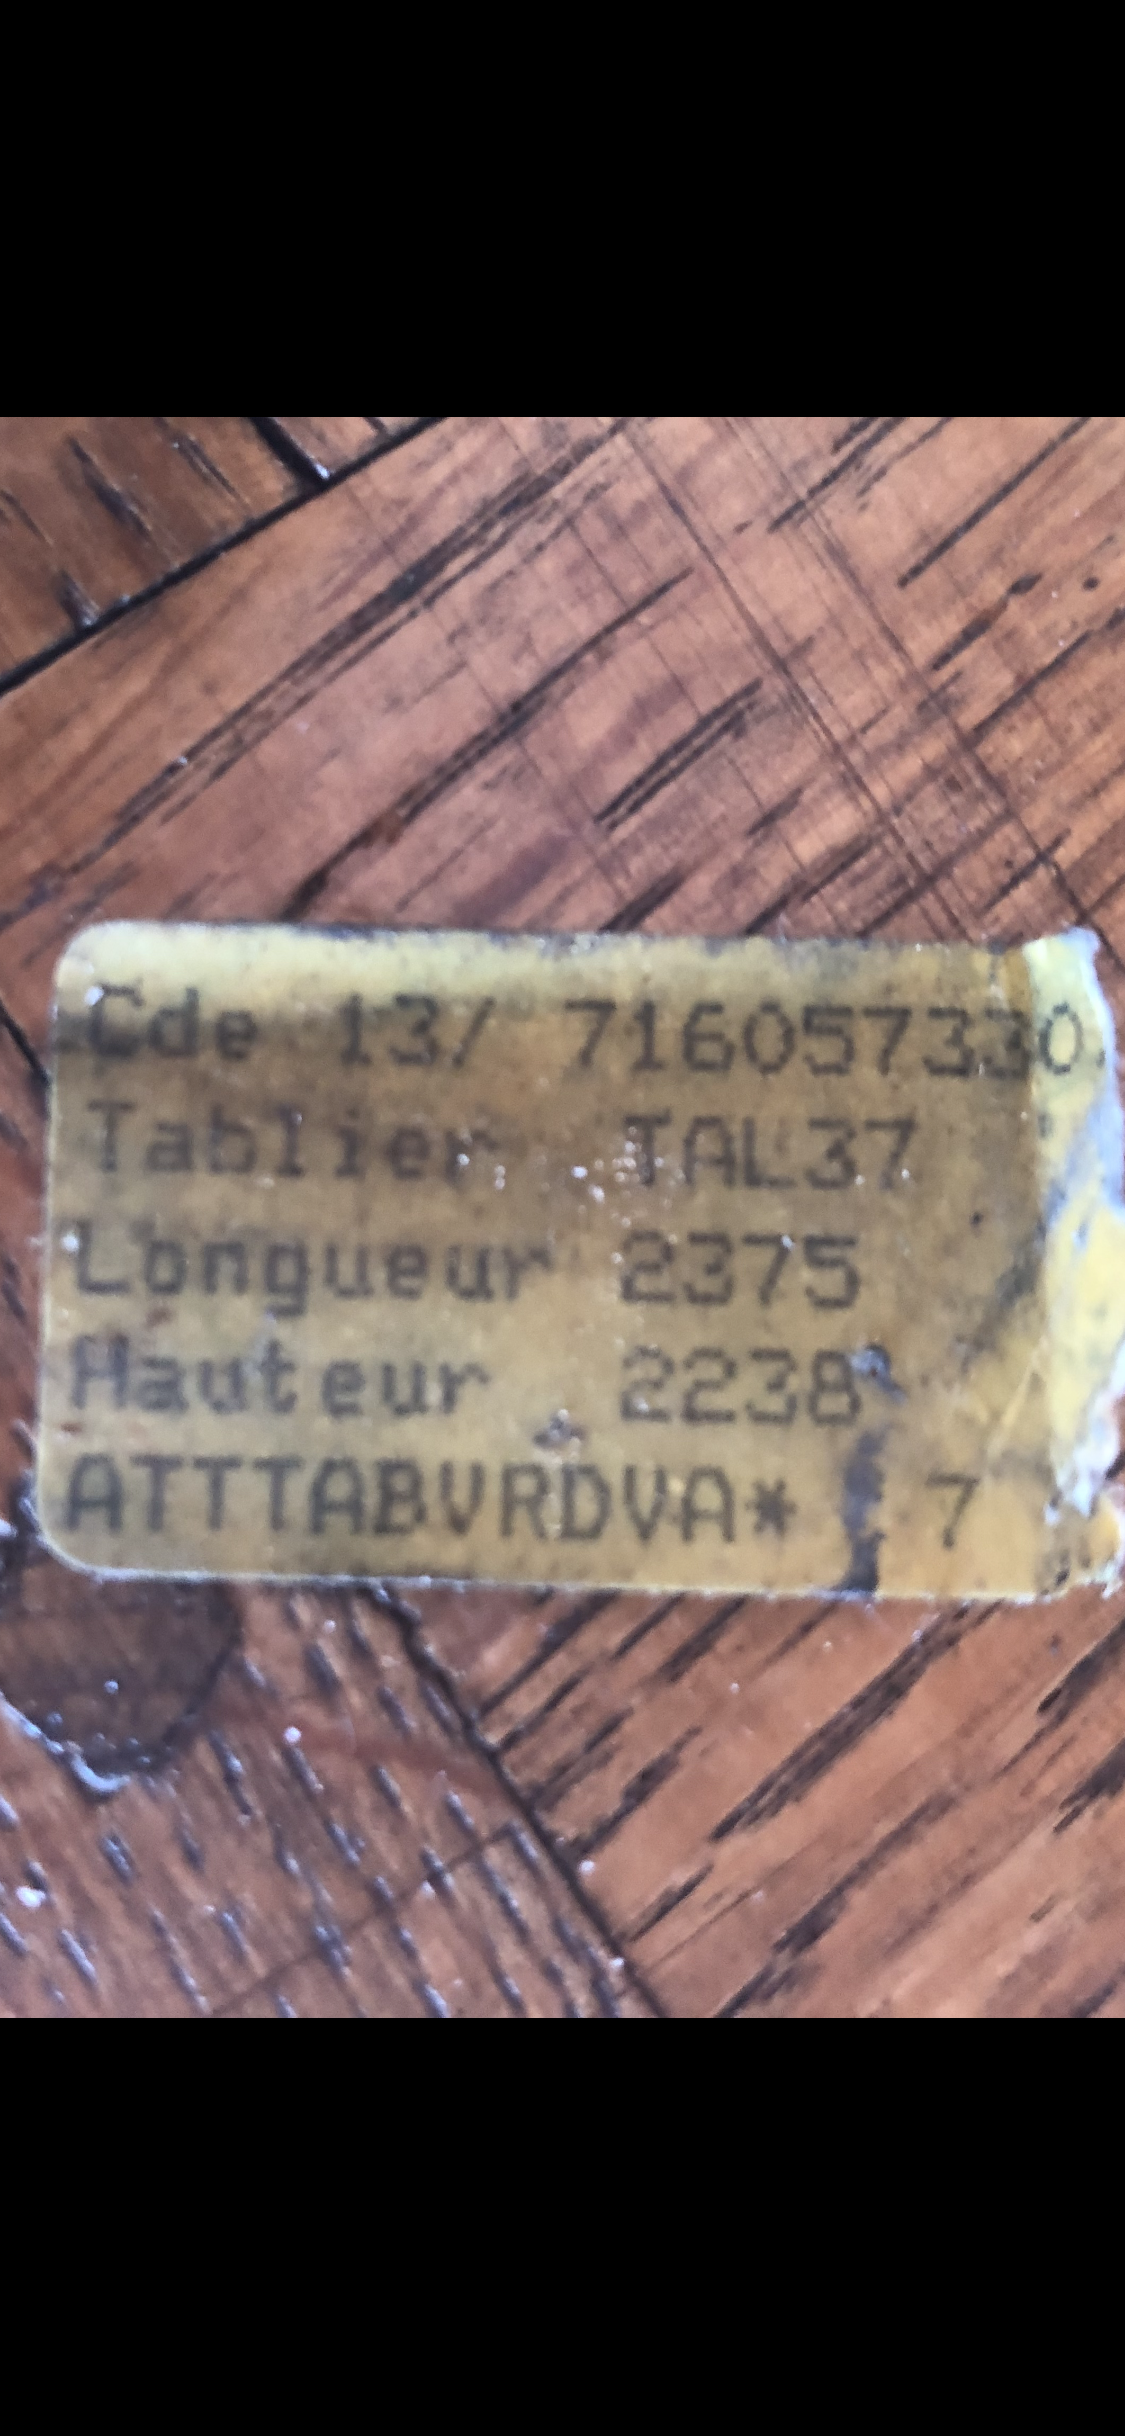 Cde 13/ 716057330.
Tablier TAL37
Longueur 2375
Hauteur 2238
ATTTABVRDVA* 7